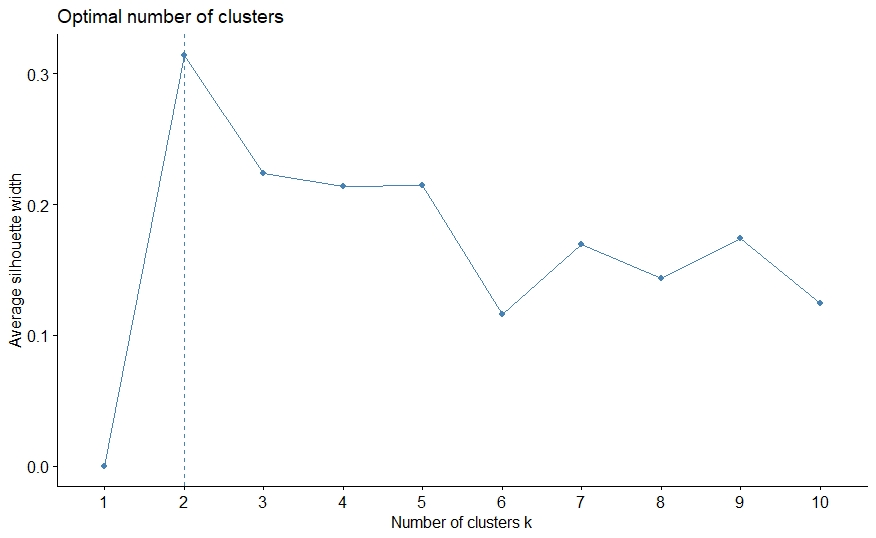 Optimal number of clusters
Average silhouette width
0.3
0.2
0.1
0.0
1 2 3 4 5 6 7 8 9 10
Number of clusters k